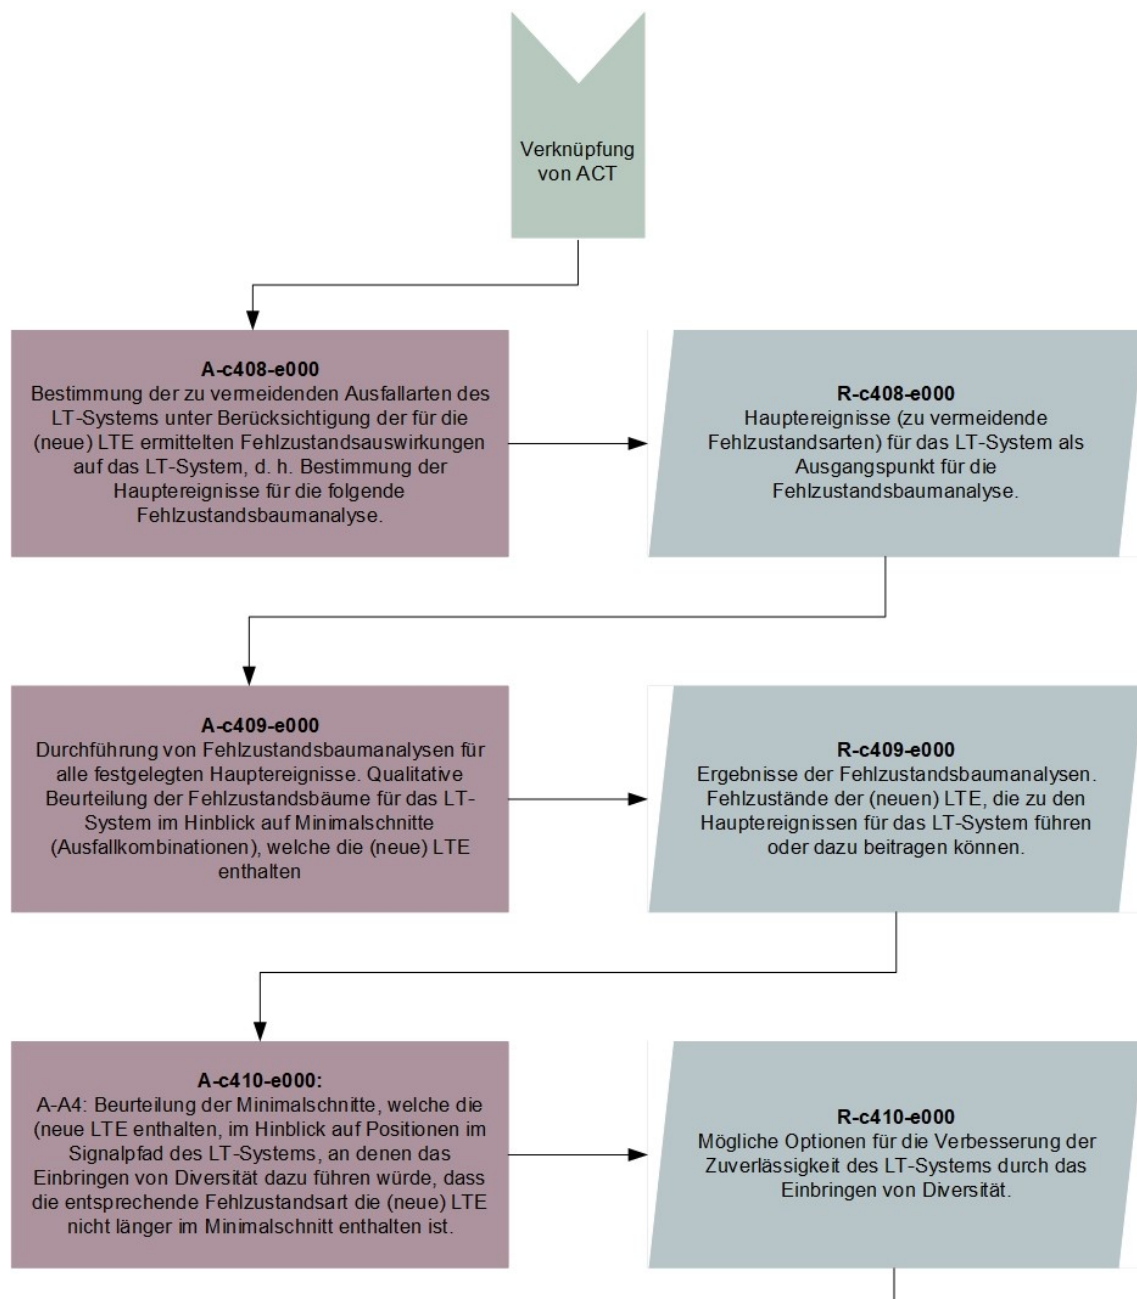 Verknüpfung
von ACT
A-c408-e000
Bestimmung der zu vermeidenden Ausfallarten des
LT-Systems unter Berücksichtigung der für die
(neue) LTE ermittelten Fehlzustandsauswirkungen
auf das LT-System, d. h. Bestimmung der
Hauptereignisse für die folgende
Fehlzustandsbaumanalyse.
R-c408-e000
Hauptereignisse (zu vermeidende
Fehlzustandsarten) für das LT-System als
Ausgangspunkt für die
Fehlzustandsbaumanalyse.
A-c409-e000
Durchführung von Fehlzustandsbaumanalysen für
alle festgelegten Hauptereignisse. Qualitative
Beurteilung der Fehlzustandsbäume für das LT-
System im Hinblick auf Minimalschnitte
(Ausfallkombinationen), welche die (neue) LTE
enthalten
R-c409-e000
Ergebnisse der Fehlzustandsbaumanalysen.
Fehlzustände der (neuen) LTE, die zu den
Hauptereignissen für das LT-System führen
oder dazu beitragen können.
A-c410-e000:
A-A4: Beurteilung der Minimalschnitte, welche die
(neue LTE enthalten, im Hinblick auf Positionen im
Signalpfad des LT-Systems, an denen das
Einbringen von Diversität dazu führen würde, dass
die entsprechende Fehlzustandsart die (neue) LTE
nicht länger im Minimalschnitt enthalten ist.
R-c410-e000
Mögliche Optionen für die Verbesserung der
Zuverlässigkeit des LT-Systems durch das
Einbringen von Diversität.